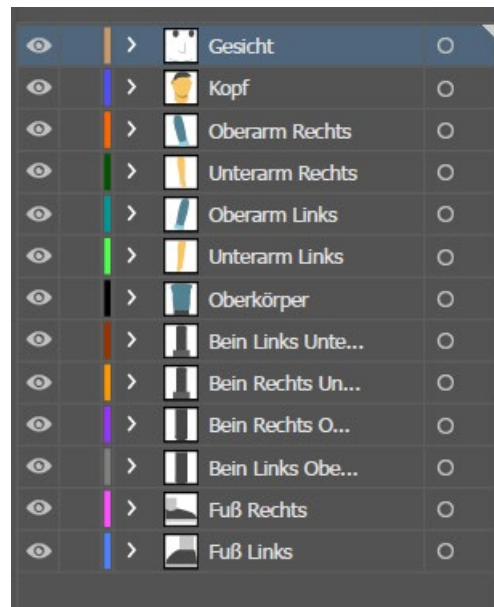 Gesicht
Kopf
Oberarm Rechts
Unterarm Rechts
Oberarm Links
Unterarm Links
Oberkörper
Bein Links Unte...
Bein Rechts Un...
Bein Rechts O...
Bein Links Obe...
Fuß Rechts
Fuß Links